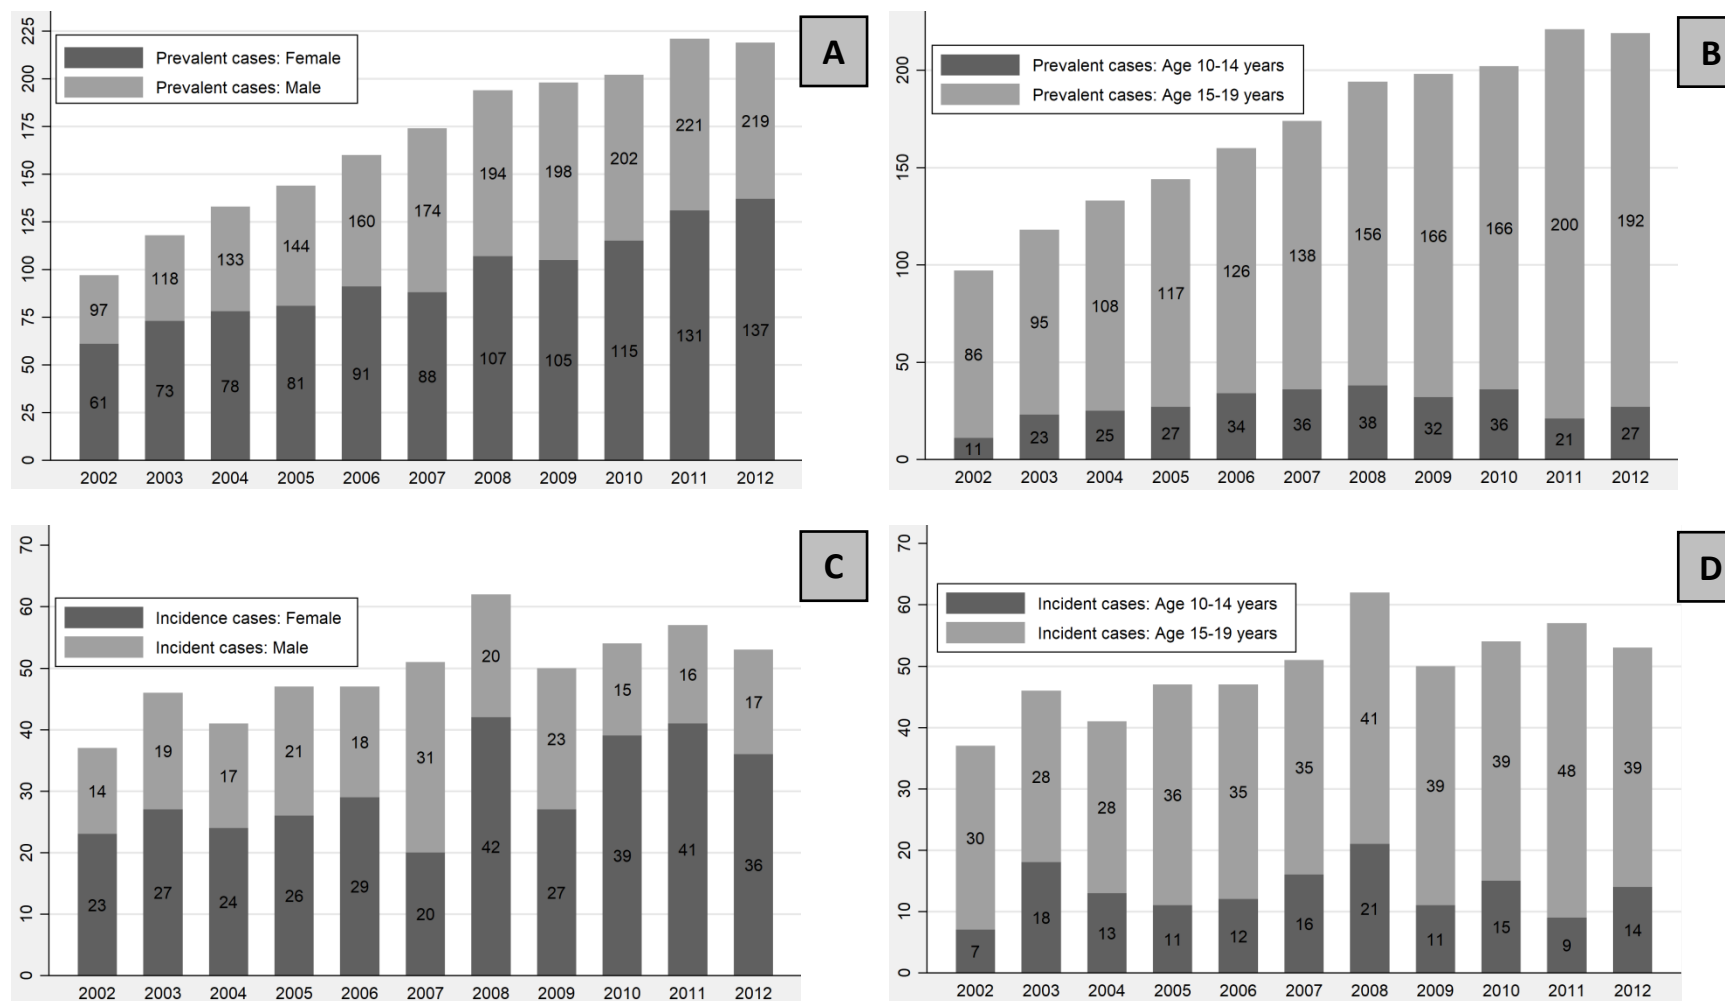 A
Prevalent cases: Female
Prevalent cases: Male
225
200
175
150
125
100
75
50
25
0
97 118 133 144 160 174 194 198 202 221 219
61 73 78 81 91 88 107 105 115 131 137
2002 2003 2004 2005 2006 2007 2008 2009 2010 2011 2012
B
Prevalent cases: Age 10-14 years
Prevalent cases: Age 15-19 years
200
150
100
50
0
86 95 108 117 126 138 156 166 166 200 192
11 23 25 27 34 36 38 32 36 21 27
2002 2003 2004 2005 2006 2007 2008 2009 2010 2011 2012
C
Incidence cases: Female
Incident cases: Male
70
60
50
40
30
20
10
0
14 19 17 21 18 31 20 23 15 16 17
23 27 24 26 29 20 42 27 39 41 36
2002 2003 2004 2005 2006 2007 2008 2009 2010 2011 2012
D
Incident cases: Age 10-14 years
Incident cases: Age 15-19 years
70
60
50
40
30
20
10
0
30 28 28 36 35 35 41 39 39 48 39
7 18 13 11 12 16 21 11 15 9 14
2002 2003 2004 2005 2006 2007 2008 2009 2010 2011 2012